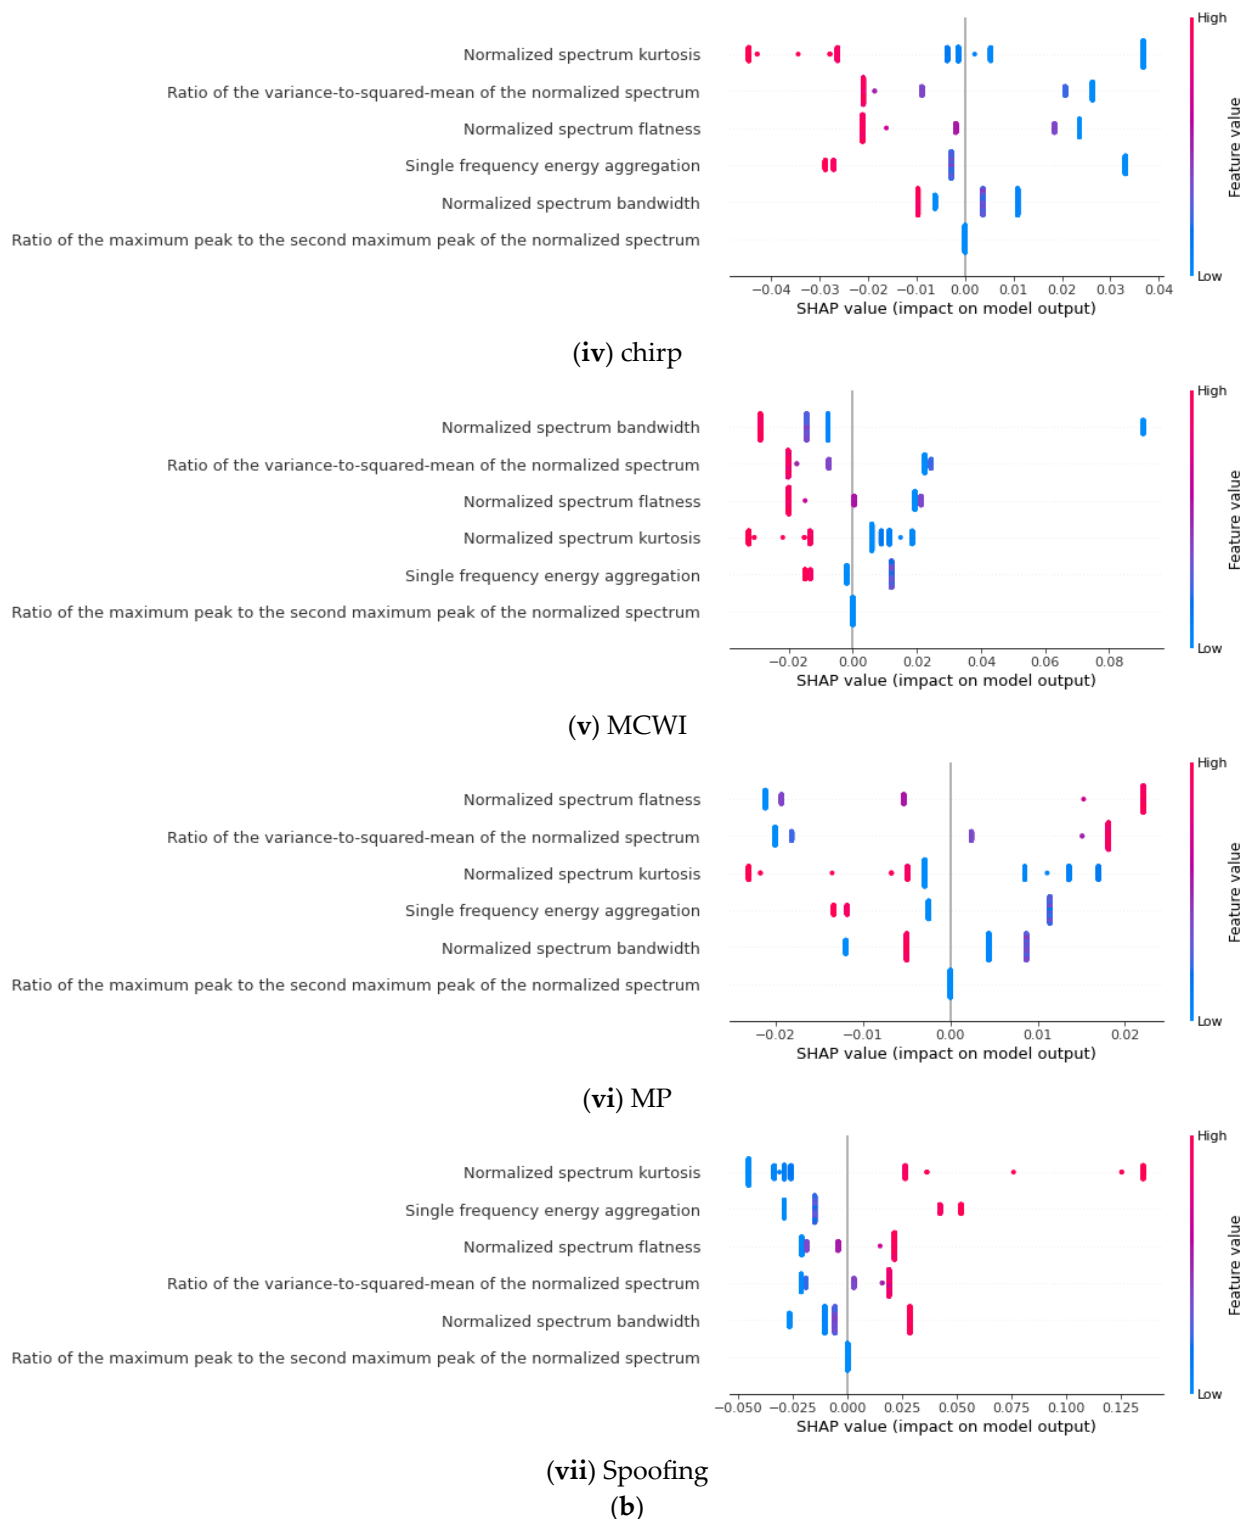 High
Normalized spectrum kurtosis
Ratio of the variance-to-squared-mean of the normalized spectrum
Normalized spectrum flatness
Single frequency energy aggregation
Normalized spectrum bandwidth
Ratio of the maximum peak to the second maximum peak of the normalized spectrum
Feature value
Low
−0.04 −0.03 −0.02 −0.01 0.00 0.01 0.02 0.03 0.04
SHAP value (impact on model output)
(iv) chirp
High
Normalized spectrum bandwidth
Ratio of the variance-to-squared-mean of the normalized spectrum
Normalized spectrum flatness
Normalized spectrum kurtosis
Single frequency energy aggregation
Ratio of the maximum peak to the second maximum peak of the normalized spectrum
Feature value
Low
−0.02 0.00 0.02 0.04 0.06 0.08
SHAP value (impact on model output)
(v) MCWI
High
Normalized spectrum flatness
Ratio of the variance-to-squared-mean of the normalized spectrum
Normalized spectrum kurtosis
Single frequency energy aggregation
Normalized spectrum bandwidth
Ratio of the maximum peak to the second maximum peak of the normalized spectrum
Feature value
Low
−0.02 −0.01 0.00 0.01 0.02
SHAP value (impact on model output)
(vi) MP
High
Normalized spectrum kurtosis
Single frequency energy aggregation
Normalized spectrum flatness
Ratio of the variance-to-squared-mean of the normalized spectrum
Normalized spectrum bandwidth
Ratio of the maximum peak to the second maximum peak of the normalized spectrum
Feature value
Low
−0.050 −0.025 0.000 0.025 0.050 0.075 0.100 0.125
SHAP value (impact on model output)
(vii) Spoofing
(b)